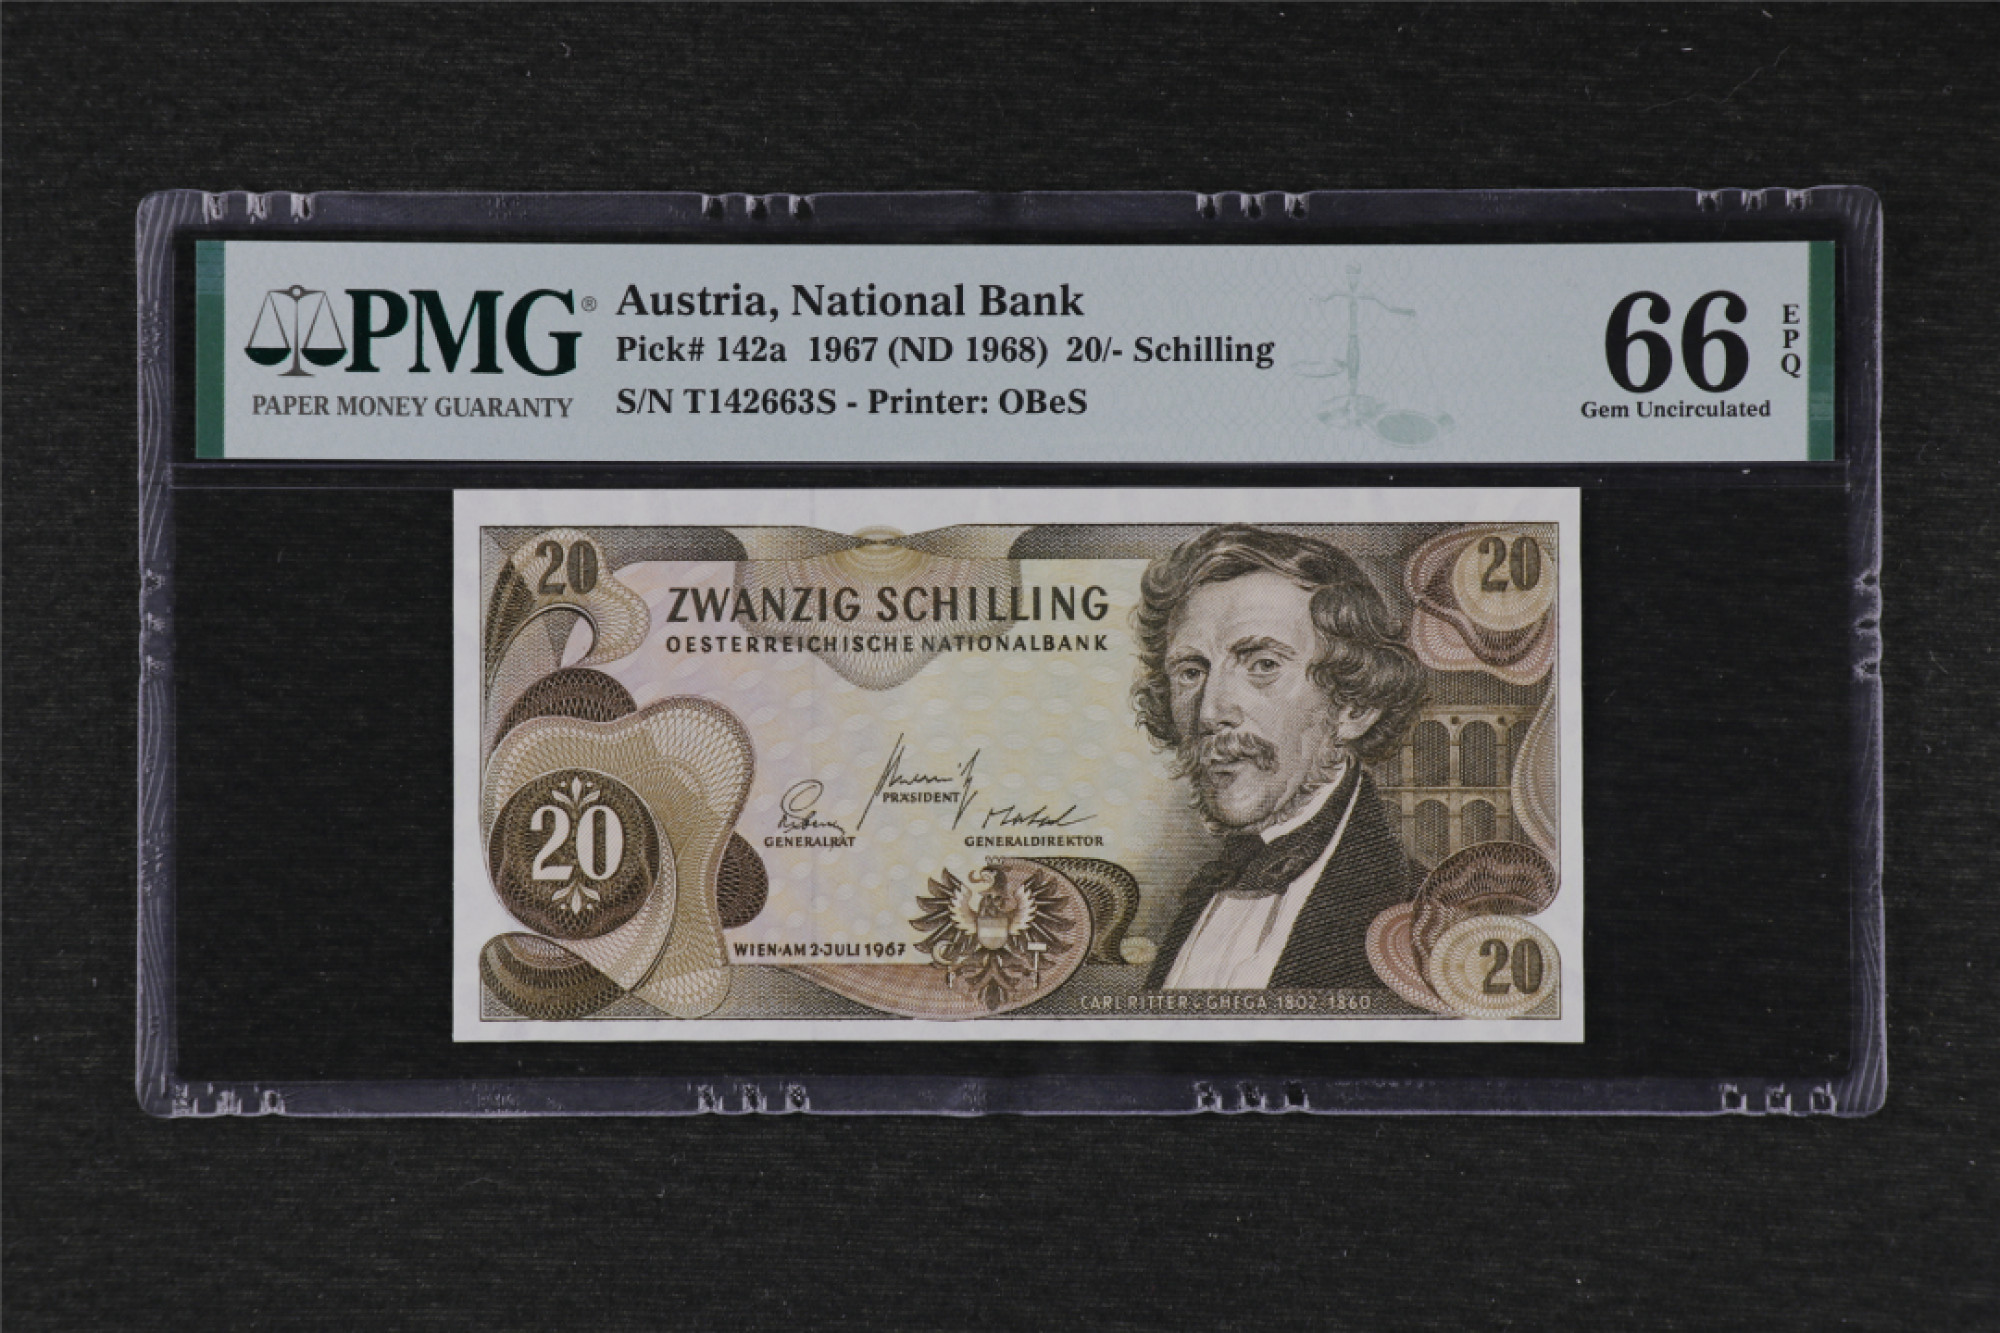 PMG®
PAPER MONEY GUARANTY
Austria, National Bank
Pick# 142a 1967 (ND 1968) 20/- Schilling
S/N T142663S - Printer: OBeS
66
EPQ
Gem Uncirculated
20
20
ZWANZIG SCHILLING
OESTERREICHISCHE NATIONALBANK
PRÄSIDENT
GENERALRAT
GENERALDIREKTOR
20
WIEN·AM 2·JULI 1967
20
CARL RITTER v. GHEGA 1802-1860